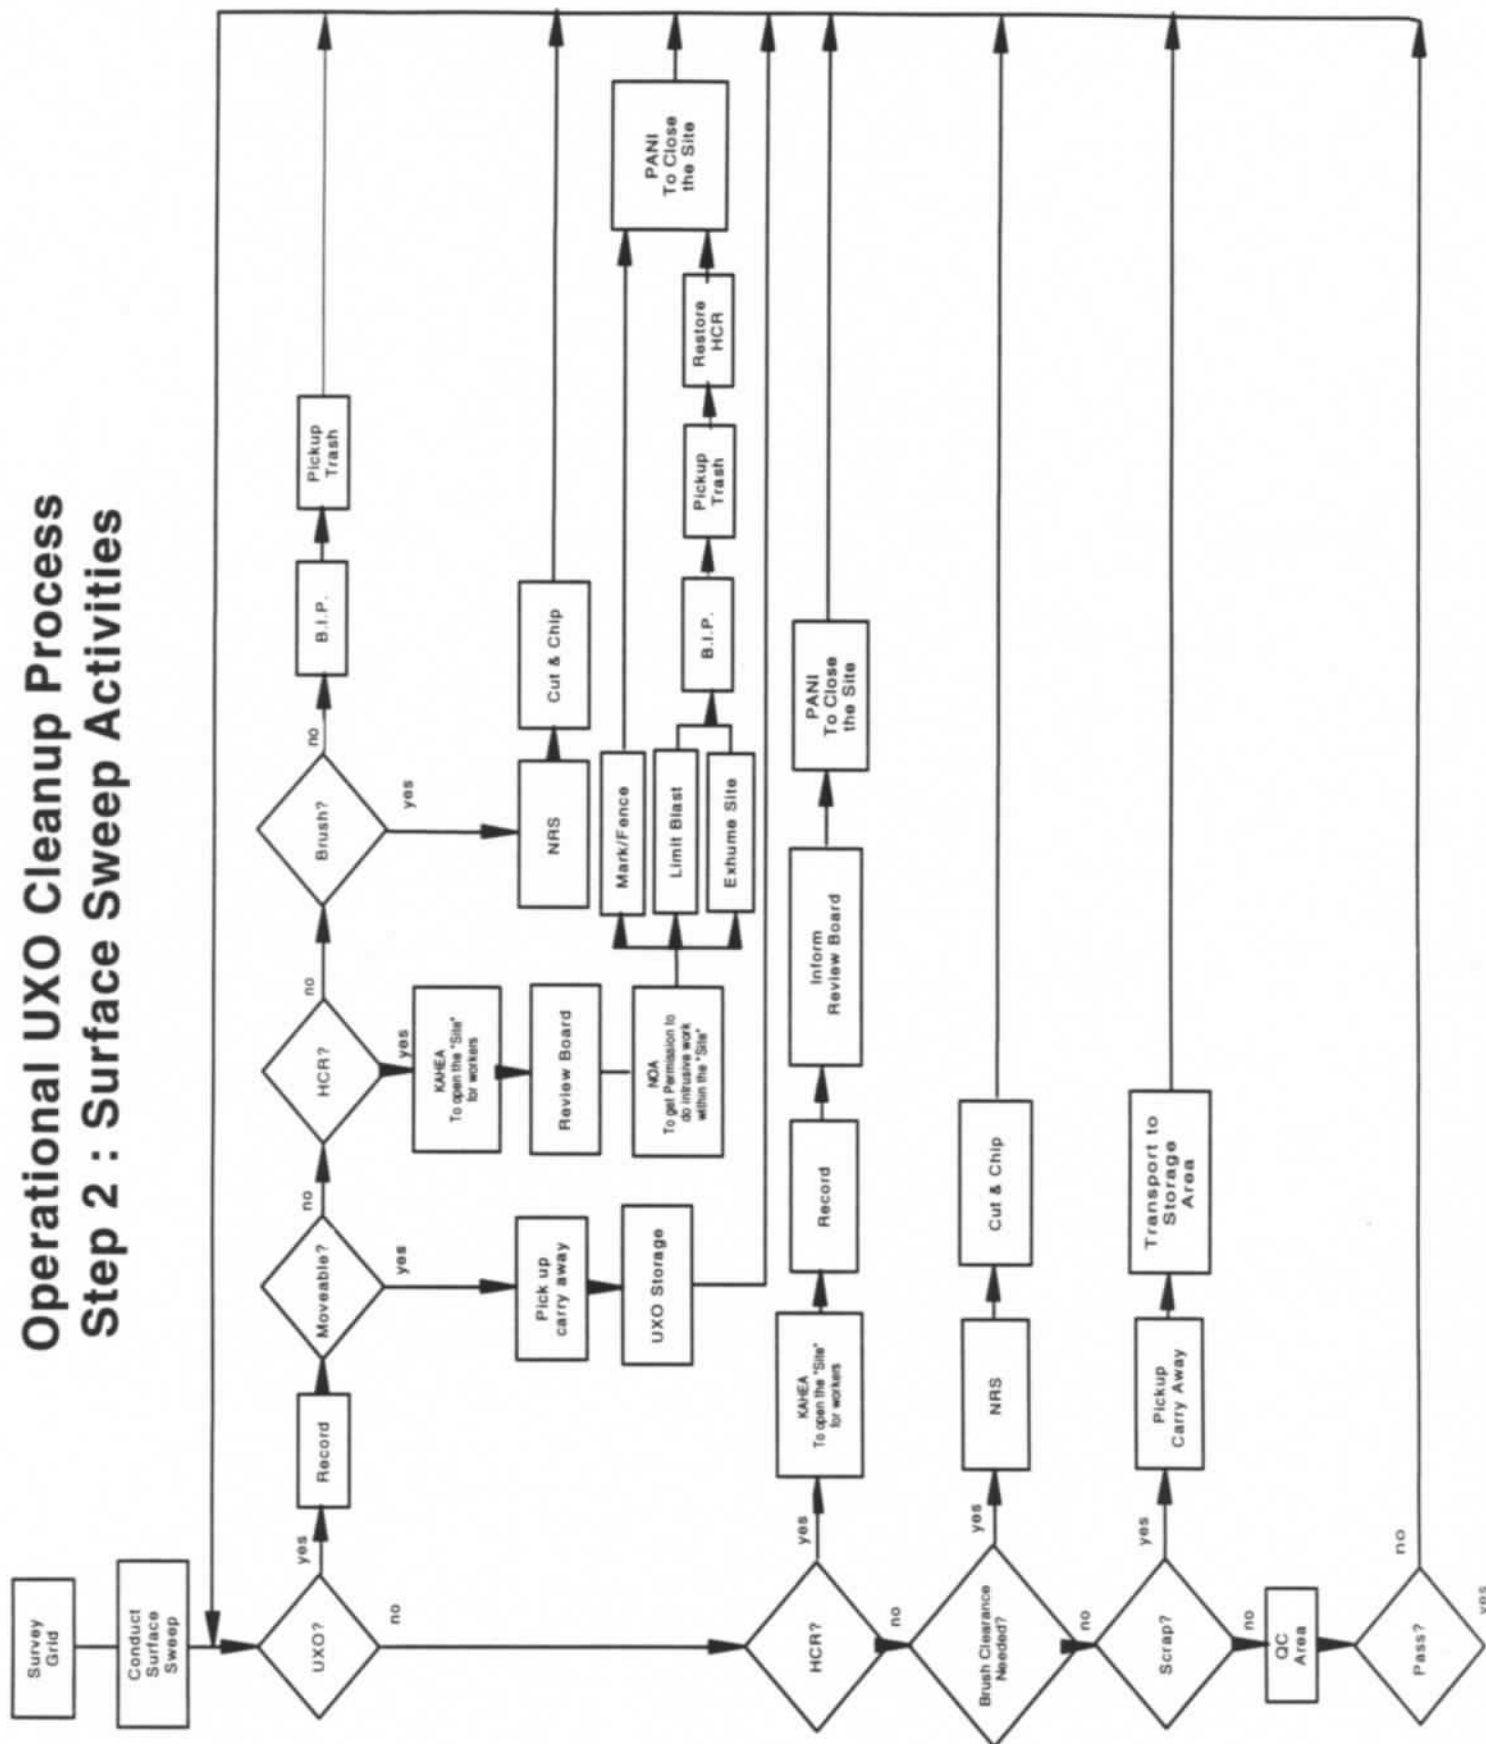 Operational UXO Cleanup Process
Step 2 : Surface Sweep Activities
Survey
Grid
Conduct
Surface
Sweep
UXO?
yes
no
Record
Moveable?
no
yes
Pick up
carry away
UXO Storage
HCR?
no
yes
KAHEA
To open the "Site"
for workers
Review Board
NOA
To get Permission to
do intrusive work
within the "Site"
Brush?
no
yes
B.I.P.
Pickup
Trash
NRS
Cut & Chip
Mark/Fence
Limit Blast
Exhume Site
B.I.P.
Pickup
Trash
Restore
HCR
PANI
To Close
the Site
HCR?
yes
no
KAHEA
To open the "Site"
for workers
Record
Inform
Review Board
PANI
To Close
the Site
Brush Clearance
Needed?
yes
no
NRS
Cut & Chip
Scrap?
yes
no
Pickup
Carry Away
Transport to
Storage
Area
QC
Area
Pass?
no
yes